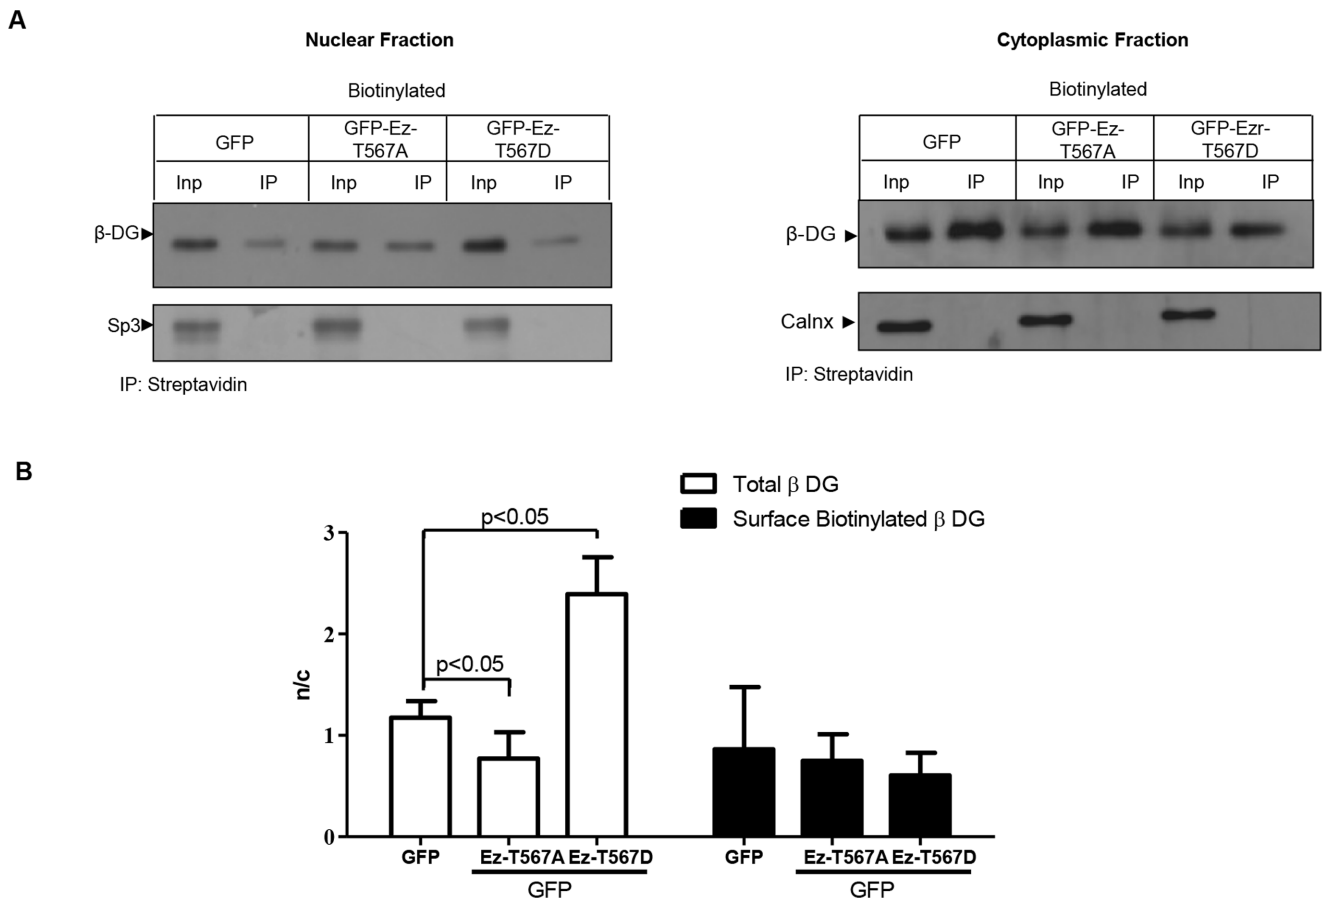 A
Nuclear Fraction
Biotinylated
GFP
GFP-Ez-
T567A
GFP-Ez-
T567D
Inp IP Inp IP Inp IP
β-DG
Sp3
IP: Streptavidin
Cytoplasmic Fraction
Biotinylated
GFP
GFP-Ez-
T567A
GFP-Ezr-
T567D
Inp IP Inp IP Inp IP
β-DG
Calnx
IP: Streptavidin
B
Total β DG
Surface Biotinylated β DG
p<0.05
p<0.05
n/c
3
2
1
0
GFP Ez-T567A Ez-T567D GFP Ez-T567A Ez-T567D
GFP GFP